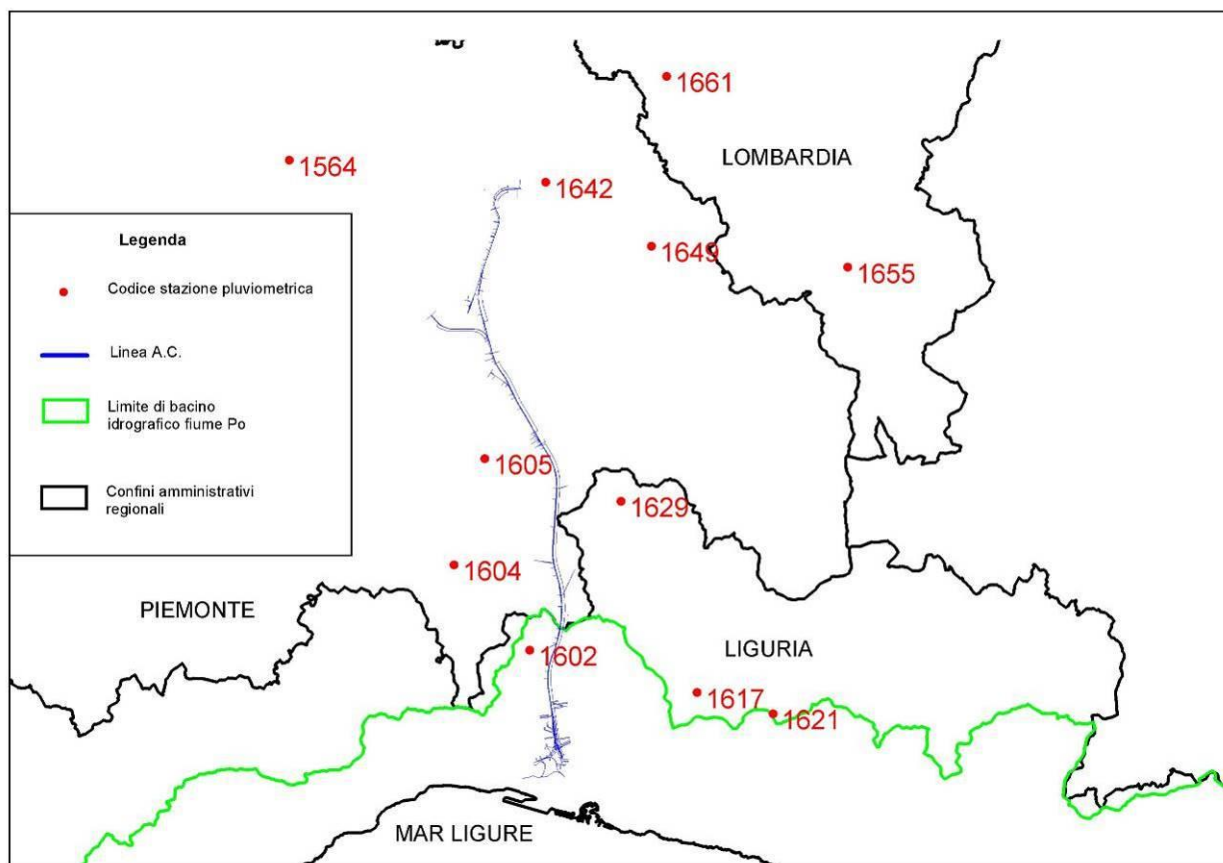 1661
LOMBARDIA
1564
1642
1649
1655
Legenda
Codice stazione pluviometrica
Linea A.C.
Limite di bacino
idrografico fiume Po
Confini amministrativi
regionali
1605
1629
1604
PIEMONTE
1602
LIGURIA
1617
1621
MAR LIGURE